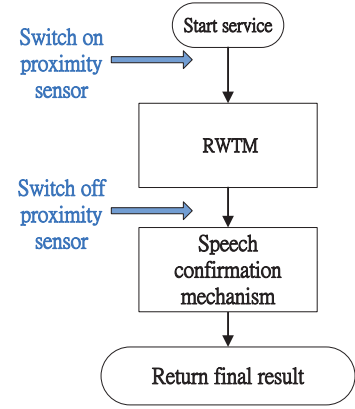 Start service
Switch on
proximity
sensor
RWTM
Switch off
proximity
sensor
Speech
confirmation
mechanism
Return final result